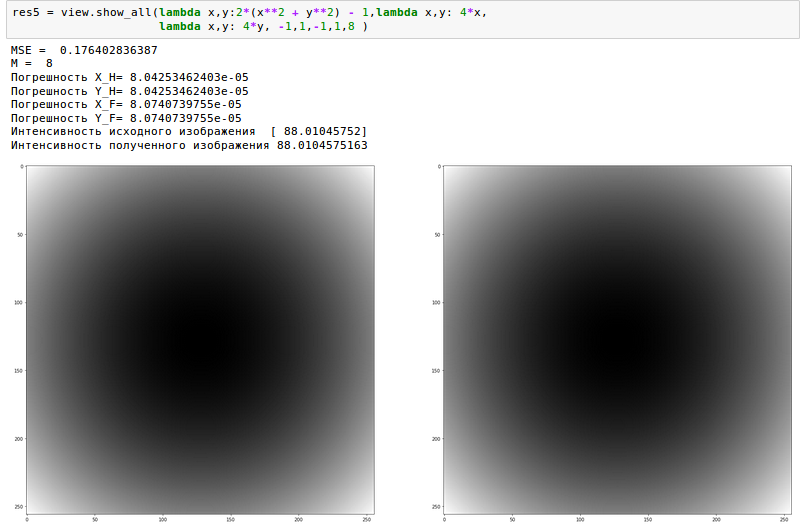 res5 = view.show_all(lambda x,y:2*(x**2 + y**2) - 1,lambda x,y: 4*x,
lambda x,y: 4*y, -1,1,-1,1,8 )
MSE =  0.176402836387
M =  8
Погрешность X_H= 8.04253462403e-05
Погрешность Y_H= 8.04253462403e-05
Погрешность X_F= 8.0740739755e-05
Погрешность Y_F= 8.0740739755e-05
Интенсивность исходного изображения  [ 88.01045752]
Интенсивность полученного изображения 88.0104575163
0
50
100
150
200
250
0 50 100 150 200 250
0
50
100
150
200
250
0 50 100 150 200 250